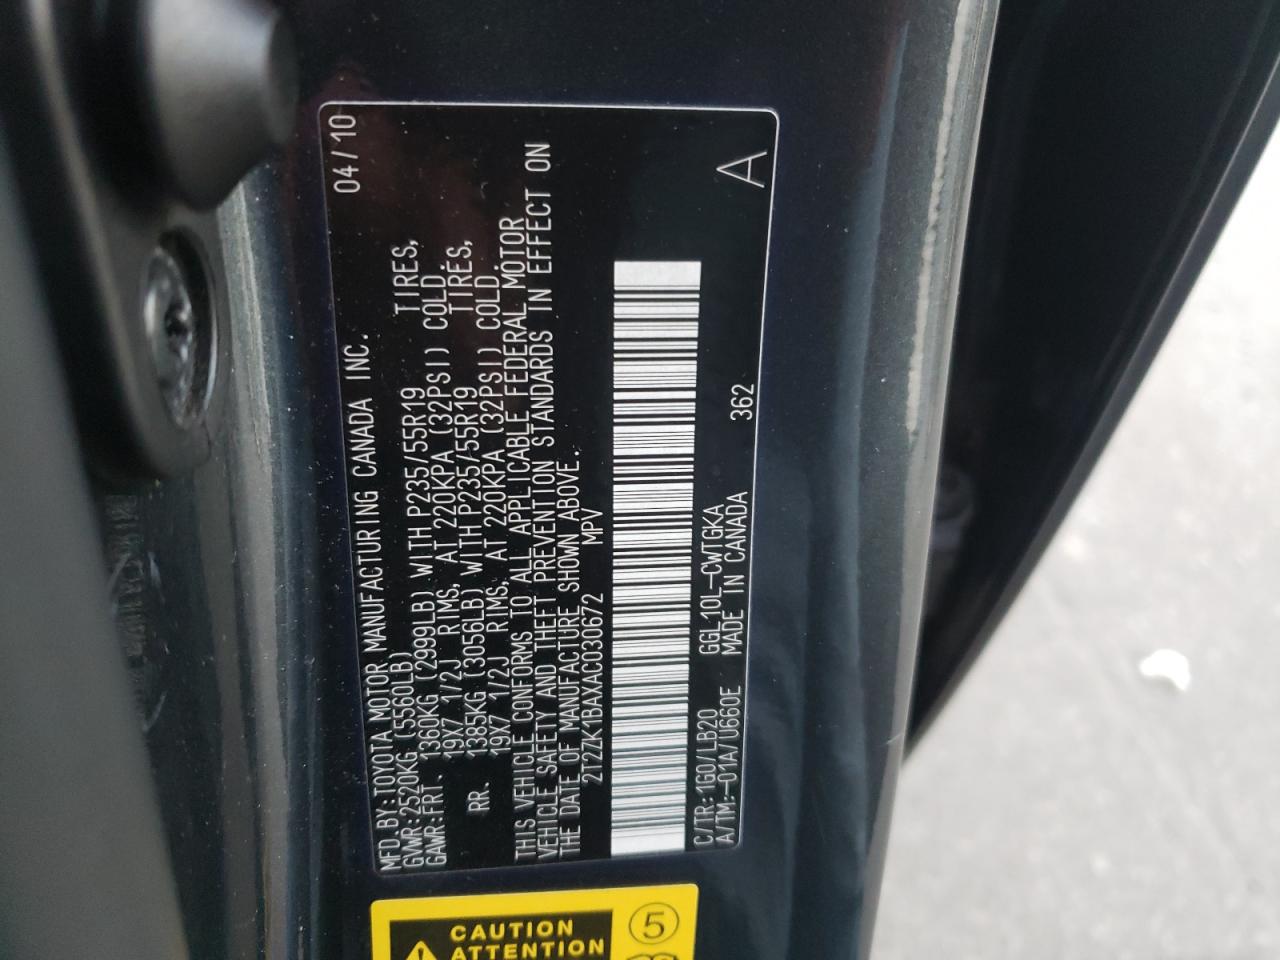 MFD.BY:TOYOTA MOTOR MANUFACTURING CANADA INC. 04/10
GVWR:2520KG (5560LB)
GAWR:FRT. 1360KG (2999LB) WITH P235/55R19 TIRES,
19X7 1/2J RIMS, AT 220KPA (32PSI) COLD.
RR. 1385KG (3056LB) WITH P235/55R19 TIRES,
19X7 1/2J RIMS, AT 220KPA (32PSI) COLD.
THIS VEHICLE CONFORMS TO ALL APPLICABLE FEDERAL MOTOR
VEHICLE SAFETY AND THEFT PREVENTION STANDARDS IN EFFECT ON
THE DATE OF MANUFACTURE SHOWN ABOVE.
2T2ZK1BAXAC030672 MPV
C/TR:1G0/LB20 GGL10L-CWTGKA A
A/TM:-01A/U660E MADE IN CANADA 362
CAUTION
ATTENTION
5